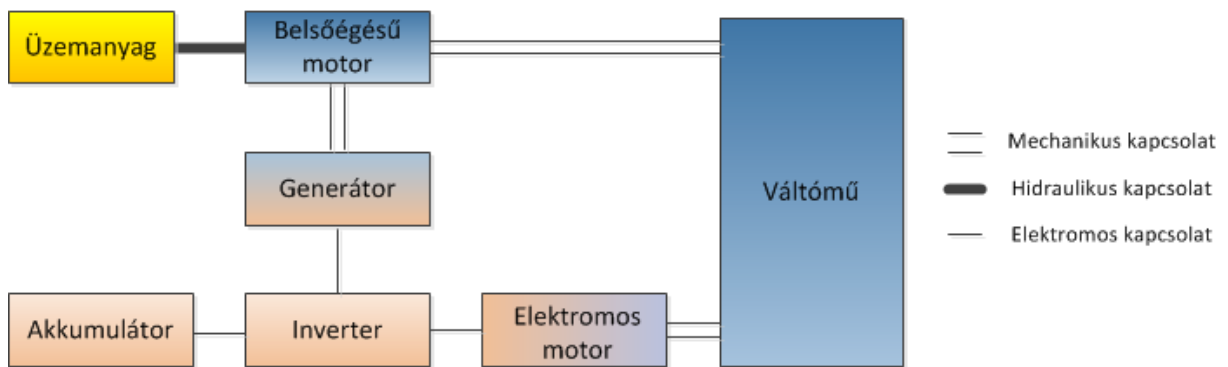 Üzemanyag
Belsőégésű
motor
Generátor
Váltómű
Akkumulátor
Inverter
Elektromos
motor
Mechanikus kapcsolat
Hidraulikus kapcsolat
Elektromos kapcsolat